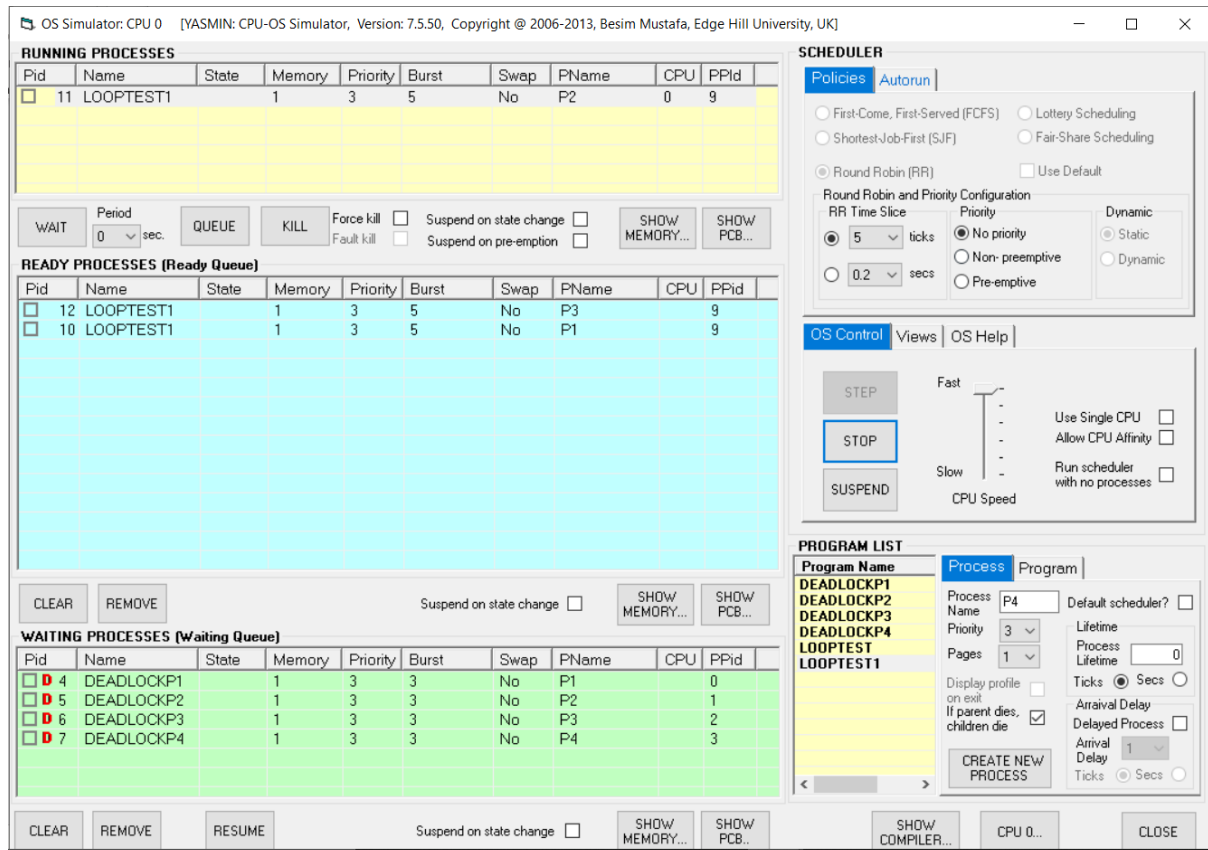 OS Simulator: CPU 0 [YASMIN: CPU-OS Simulator, Version: 7.5.50, Copyright @ 2006-2013, Besim Mustafa, Edge Hill University, UK]
RUNNING PROCESSES
Pid Name State Memory Priority Burst Swap PName CPU PPId
11 LOOPTEST1 1 3 5 No P2 0 9
WAIT
Period
0 sec.
QUEUE
KILL
Force kill
Fault kill
Suspend on state change
Suspend on pre-emption
SHOW MEMORY...
SHOW PCB...
READY PROCESSES (Ready Queue)
Pid Name State Memory Priority Burst Swap PName CPU PPid
12 LOOPTEST1 1 3 5 No P3 9
10 LOOPTEST1 1 3 5 No P1 9
CLEAR
REMOVE
Suspend on state change
SHOW MEMORY...
SHOW PCB...
WAITING PROCESSES (Waiting Queue)
Pid Name State Memory Priority Burst Swap PName CPU PPid
D 4 DEADLOCKP1 1 3 3 No P1 0
D 5 DEADLOCKP2 1 3 3 No P2 1
D 6 DEADLOCKP3 1 3 3 No P3 2
D 7 DEADLOCKP4 1 3 3 No P4 3
CLEAR
REMOVE
RESUME
Suspend on state change
SHOW MEMORY...
SHOW PCB..
SCHEDULER
Policies Autorun
First-Come, First-Served (FCFS) Lottery Scheduling
Shortest-Job-First (SJF) Fair-Share Scheduling
Round Robin (RR) Use Default
Round Robin and Priority Configuration
RR Time Slice Priority Dynamic
5 ticks No priority Static
Non- preemptive Dynamic
0.2 secs Pre-emptive
OS Control Views OS Help
STEP
STOP
SUSPEND
Fast
Slow
CPU Speed
Use Single CPU
Allow CPU Affinity
Run scheduler
with no processes
PROGRAM LIST
Program Name
DEADLOCKP1
DEADLOCKP2
DEADLOCKP3
DEADLOCKP4
LOOPTEST
LOOPTEST1
Process Program
Process Name P4
Default scheduler?
Priority 3
Pages 1
Lifetime
Process Lifetime 0
Ticks Secs
Display profile
on exit
If parent dies,
children die
Arraival Delay
Delayed Process
Arrival Delay 1
Ticks Secs
CREATE NEW
PROCESS
SHOW
COMPILER...
CPU 0...
CLOSE